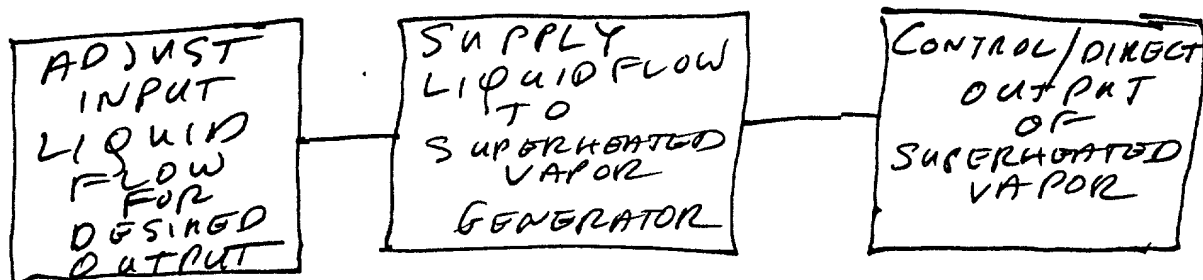 ADJUST
INPUT
LIQUID
FLOW
FOR
DESIRED
OUTPUT
SUPPLY
LIQUID FLOW
TO
SUPERHEATED
VAPOR
GENERATOR
CONTROL/DIRECT
OUTPUT
OF
SUPERHEATED
VAPOR